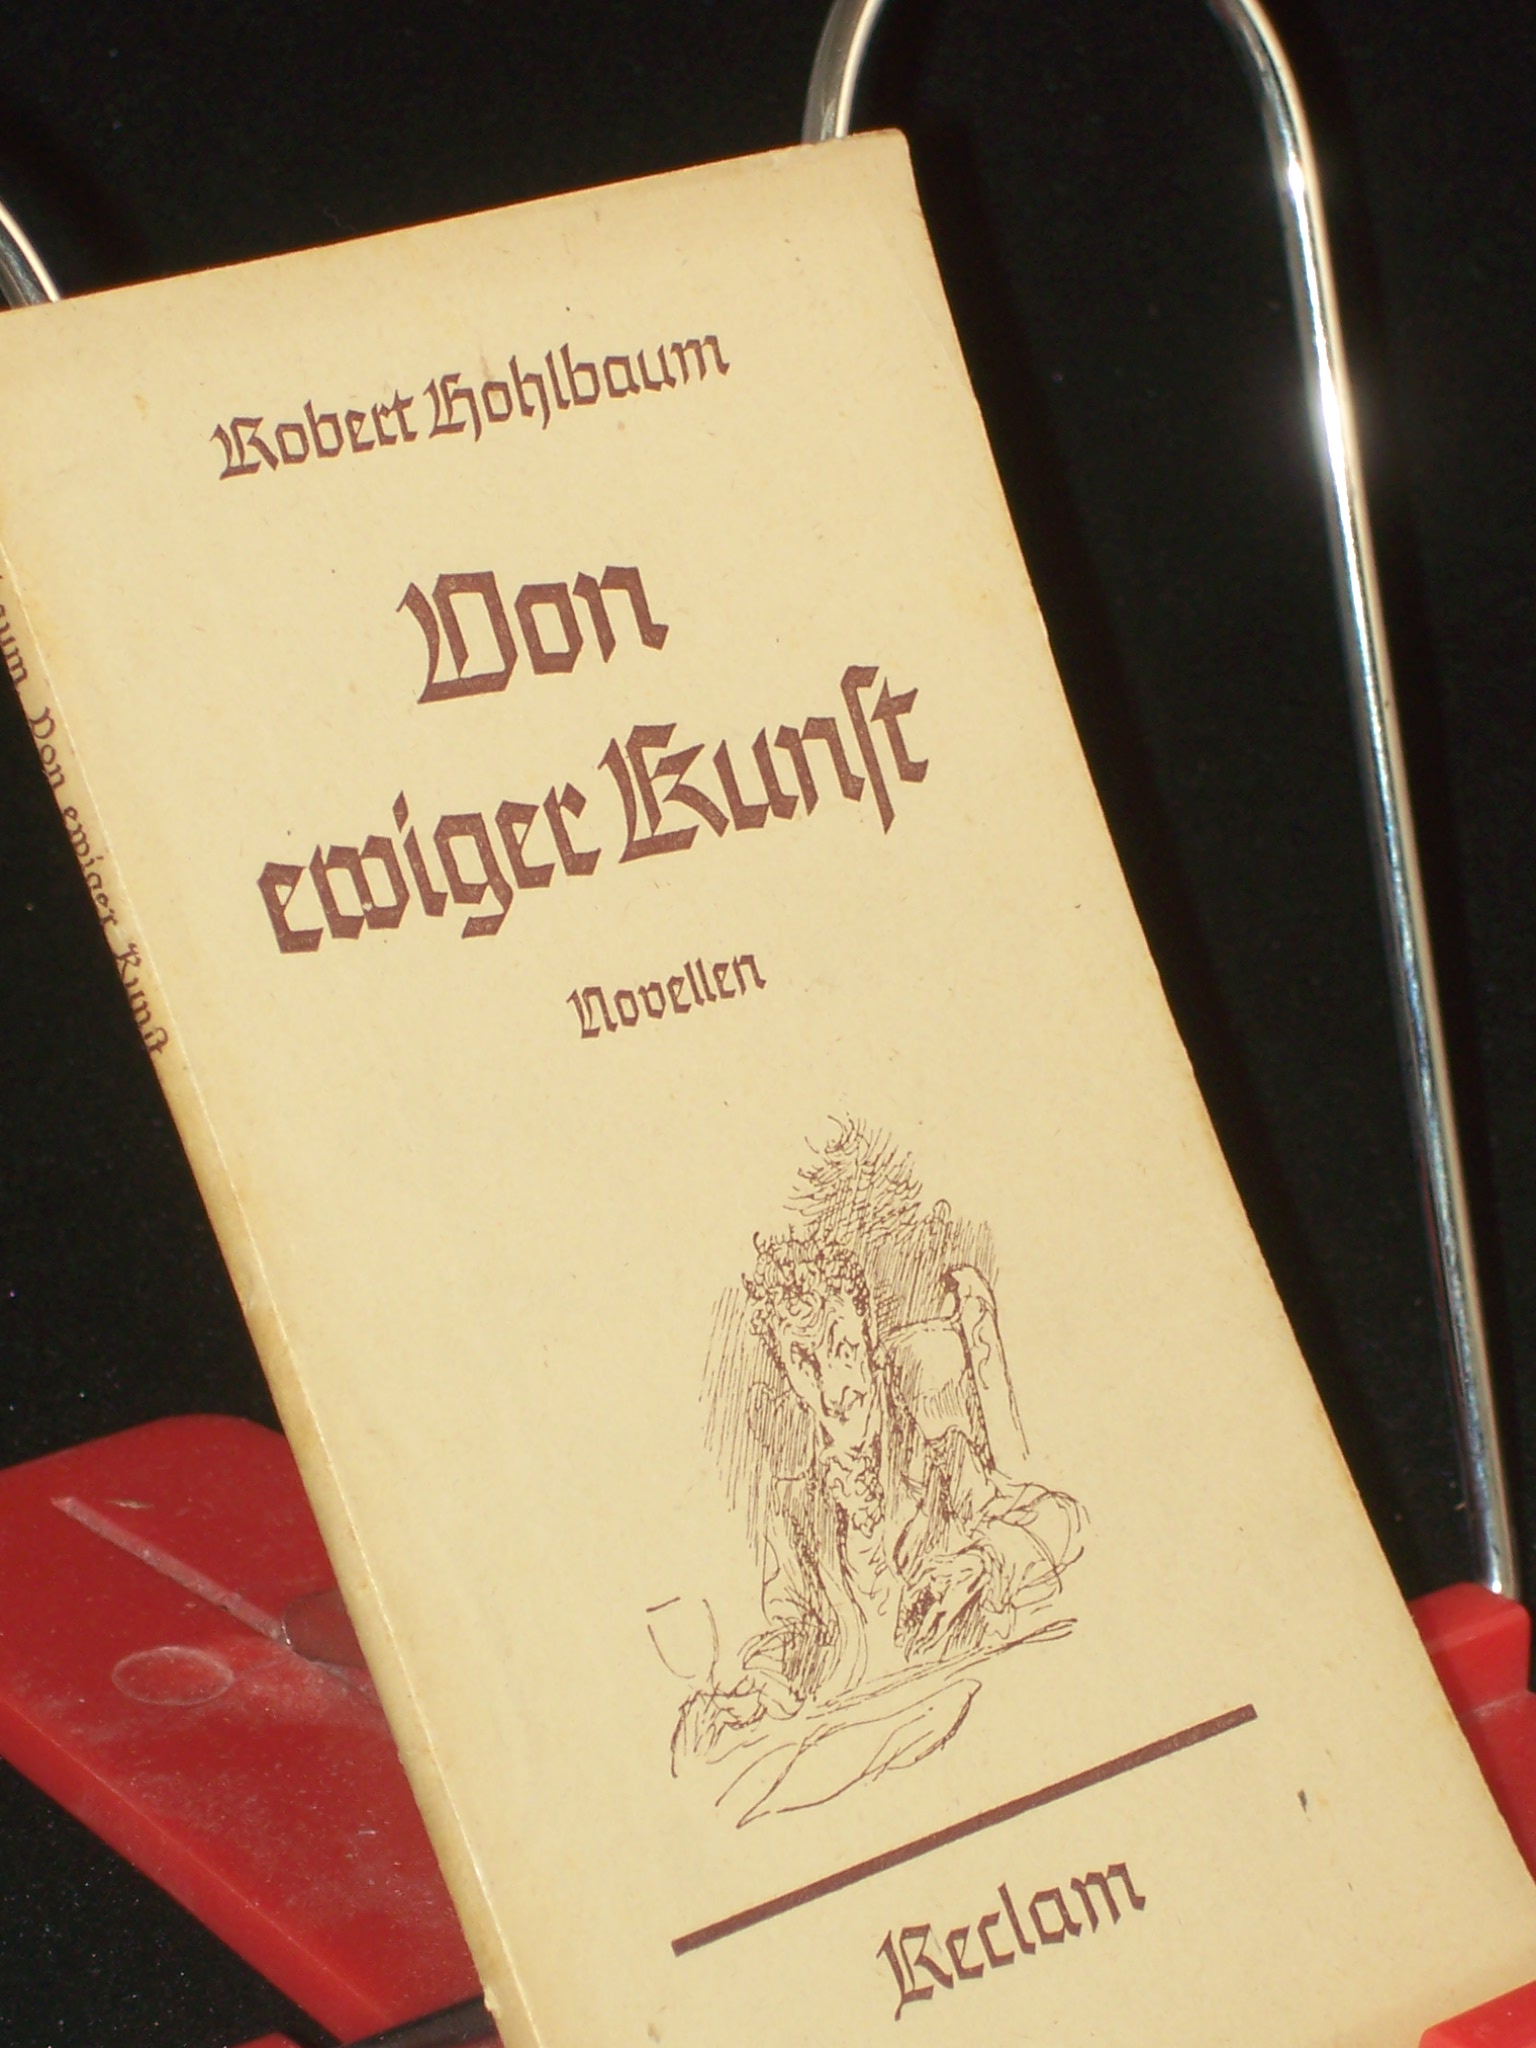 Robert Hohlbaum
Von
ewiger Kunst
Novellen
Reclam
Von ewiger Kunst